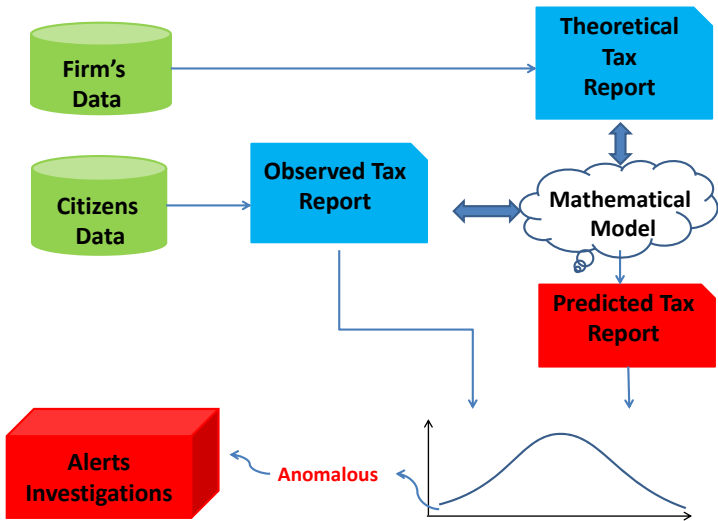 Firm's
Data
Theoretical
Tax
Report
Citizens
Data
Observed Tax
Report
Mathematical
Model
Predicted Tax
Report
Alerts
Investigations
Anomalous